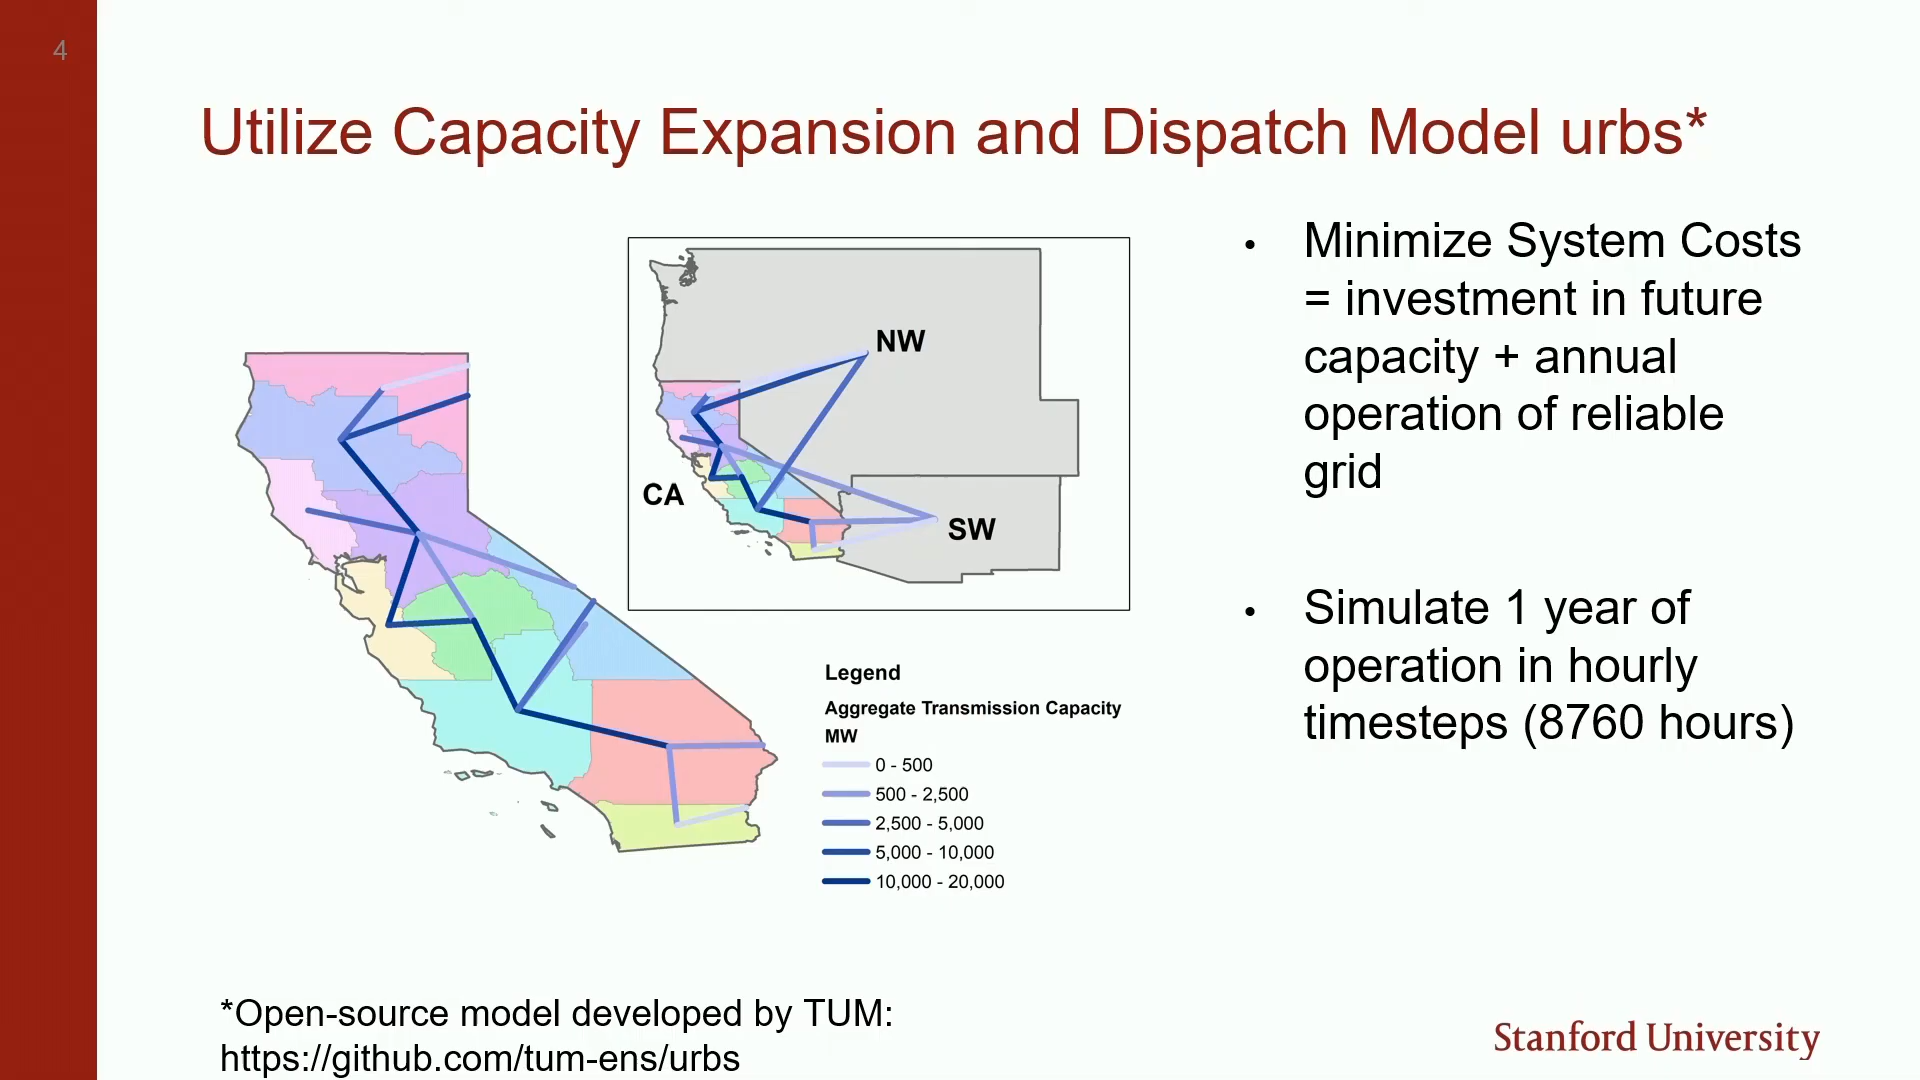 4
Utilize Capacity Expansion and Dispatch Model urbs*
NW
CA
SW
Legend
Aggregate Transmission Capacity
MW
0 - 500
500 - 2,500
2,500 - 5,000
5,000 - 10,000
10,000 - 20,000
• Minimize System Costs
= investment in future
capacity + annual
operation of reliable
grid
• Simulate 1 year of
operation in hourly
timesteps (8760 hours)
*Open-source model developed by TUM:
https://github.com/tum-ens/urbs
Stanford University